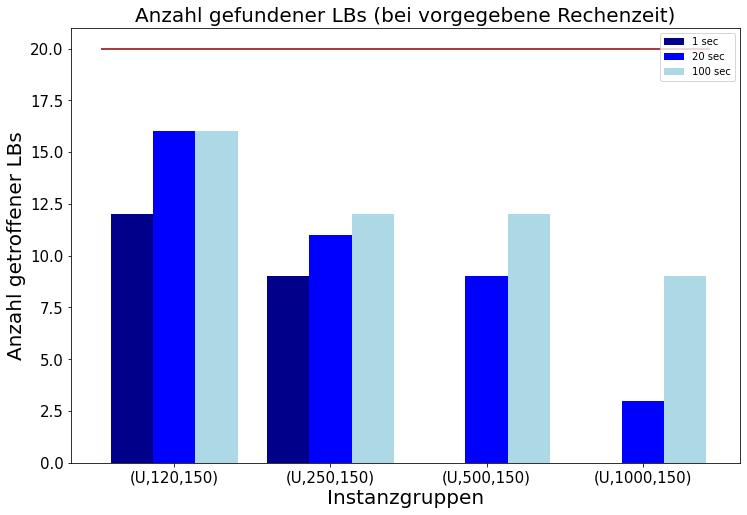 Anzahl gefundener LBs (bei vorgegebene Rechenzeit)
1 sec
20 sec
100 sec
Anzahl getroffener LBs
20.0
17.5
15.0
12.5
10.0
7.5
5.0
2.5
0.0
(U,120,150)
(U,250,150)
(U,500,150)
(U,1000,150)
Instanzgruppen